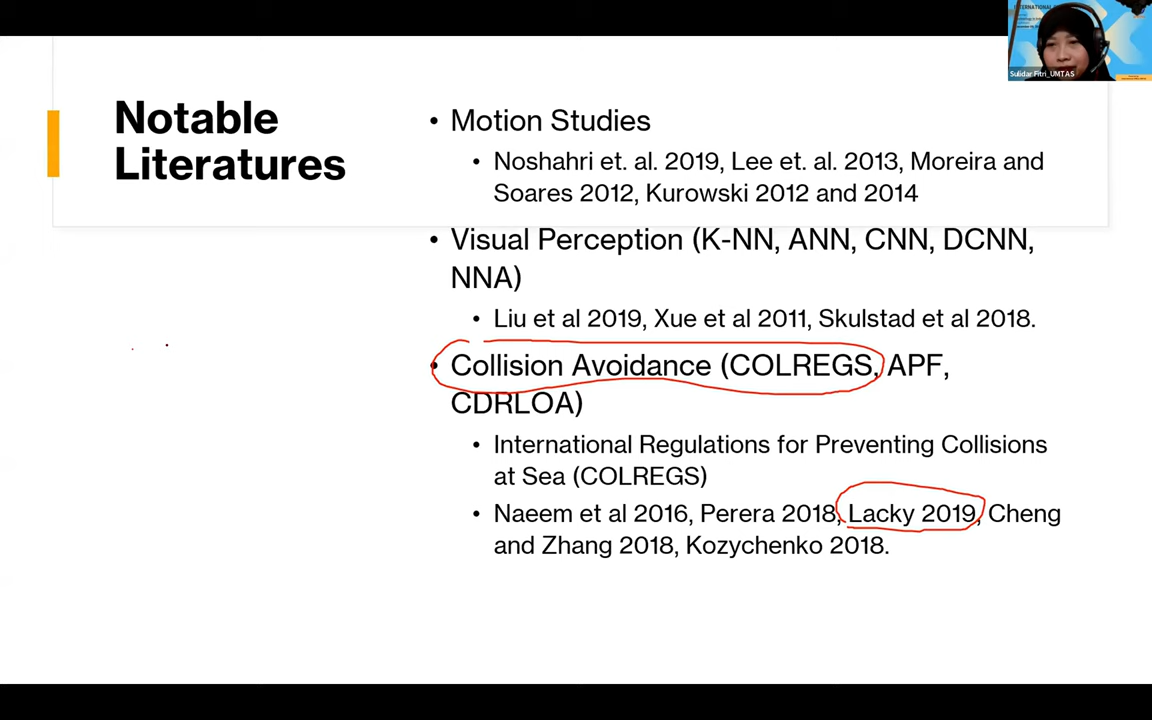 INTERNATIONAL
Sulidar Fitri_UMTAS
Notable
Literatures
• Motion Studies
• Noshahri et. al. 2019, Lee et. al. 2013, Moreira and
Soares 2012, Kurowski 2012 and 2014
• Visual Perception (K-NN, ANN, CNN, DCNN,
NNA)
• Liu et al 2019, Xue et al 2011, Skulstad et al 2018.
• Collision Avoidance (COLREGS, APF,
CDRLOA)
• International Regulations for Preventing Collisions
at Sea (COLREGS)
• Naeem et al 2016, Perera 2018, Lacky 2019, Cheng
and Zhang 2018, Kozychenko 2018.